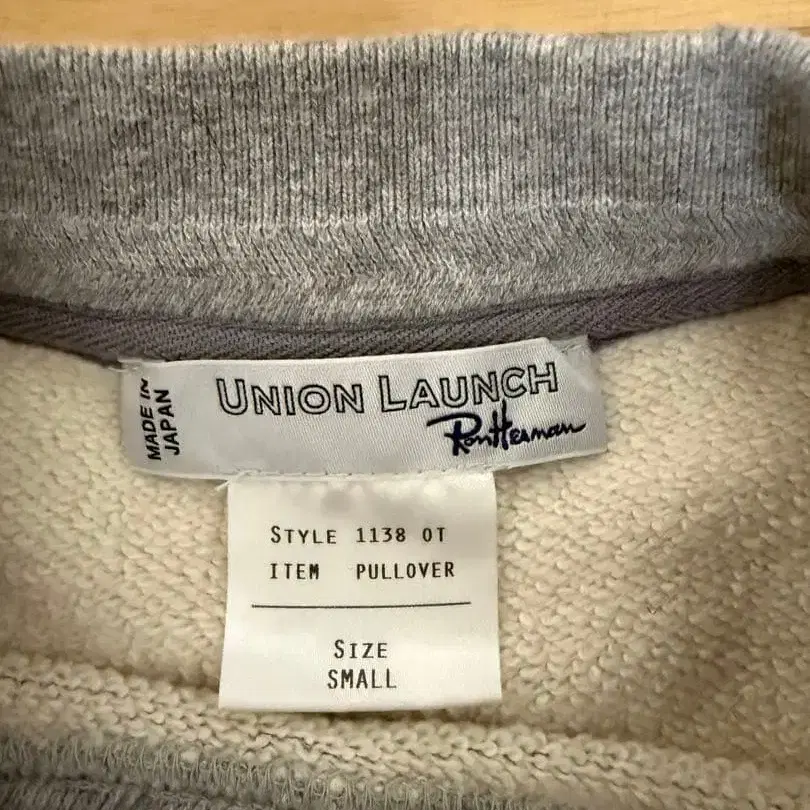 MADE IN
JAPAN
UNION LAUNCH
RonHerman
STYLE 1138 OT
ITEM PULLOVER
SIZE
SMALL